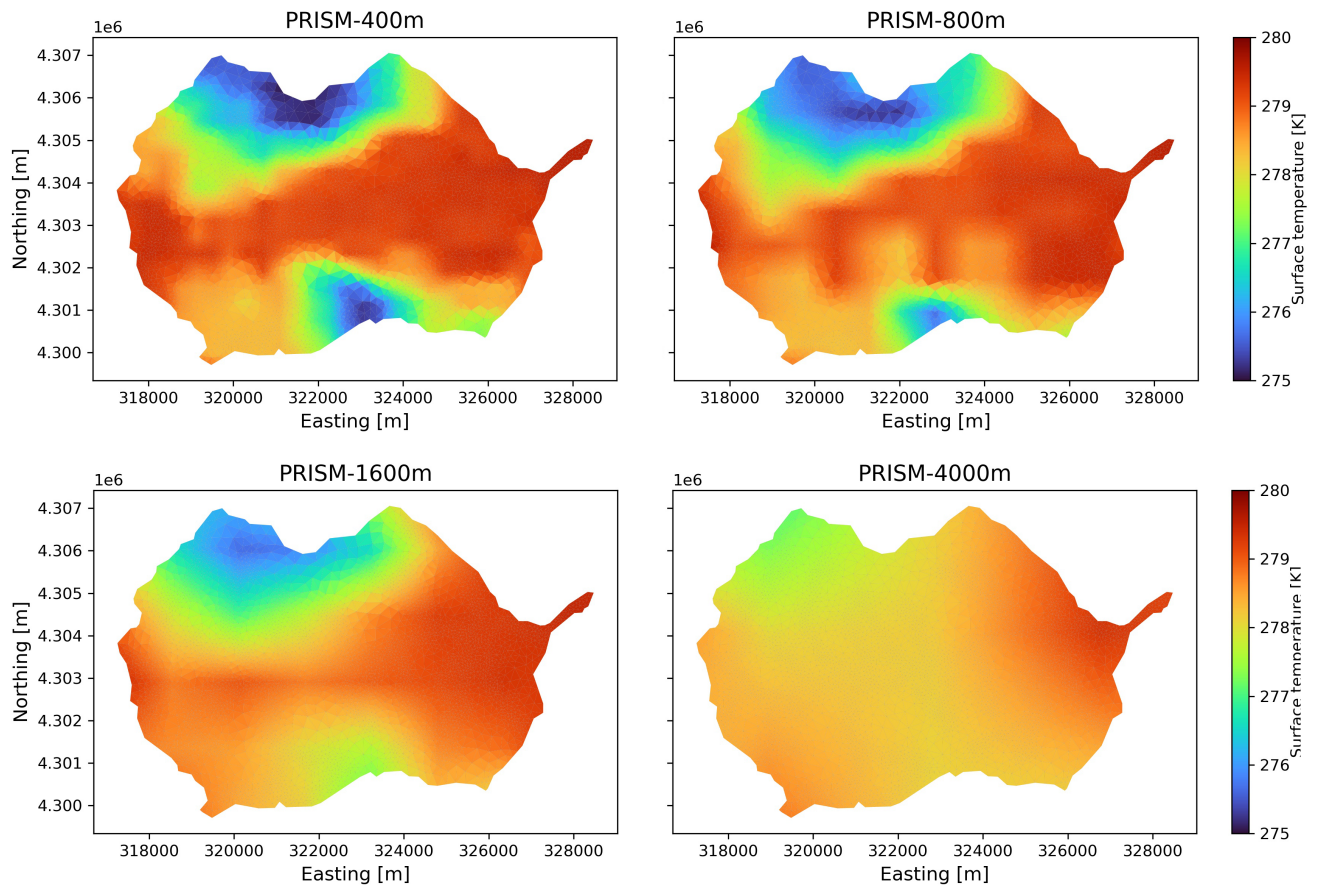 PRISM-400m
PRISM-800m
1e6
1e6
280
4.307
4.306
279
4.305
278
4.304
4.303
277
4.302
276
4.301
4.300
275
Northing [m]
Surface temperature [K]
318000 320000 322000 324000 326000 328000
318000 320000 322000 324000 326000 328000
Easting [m]
Easting [m]
PRISM-1600m
PRISM-4000m
1e6
1e6
280
4.307
4.306
279
4.305
278
4.304
4.303
277
4.302
276
4.301
4.300
275
Northing [m]
Surface temperature [K]
318000 320000 322000 324000 326000 328000
318000 320000 322000 324000 326000 328000
Easting [m]
Easting [m]